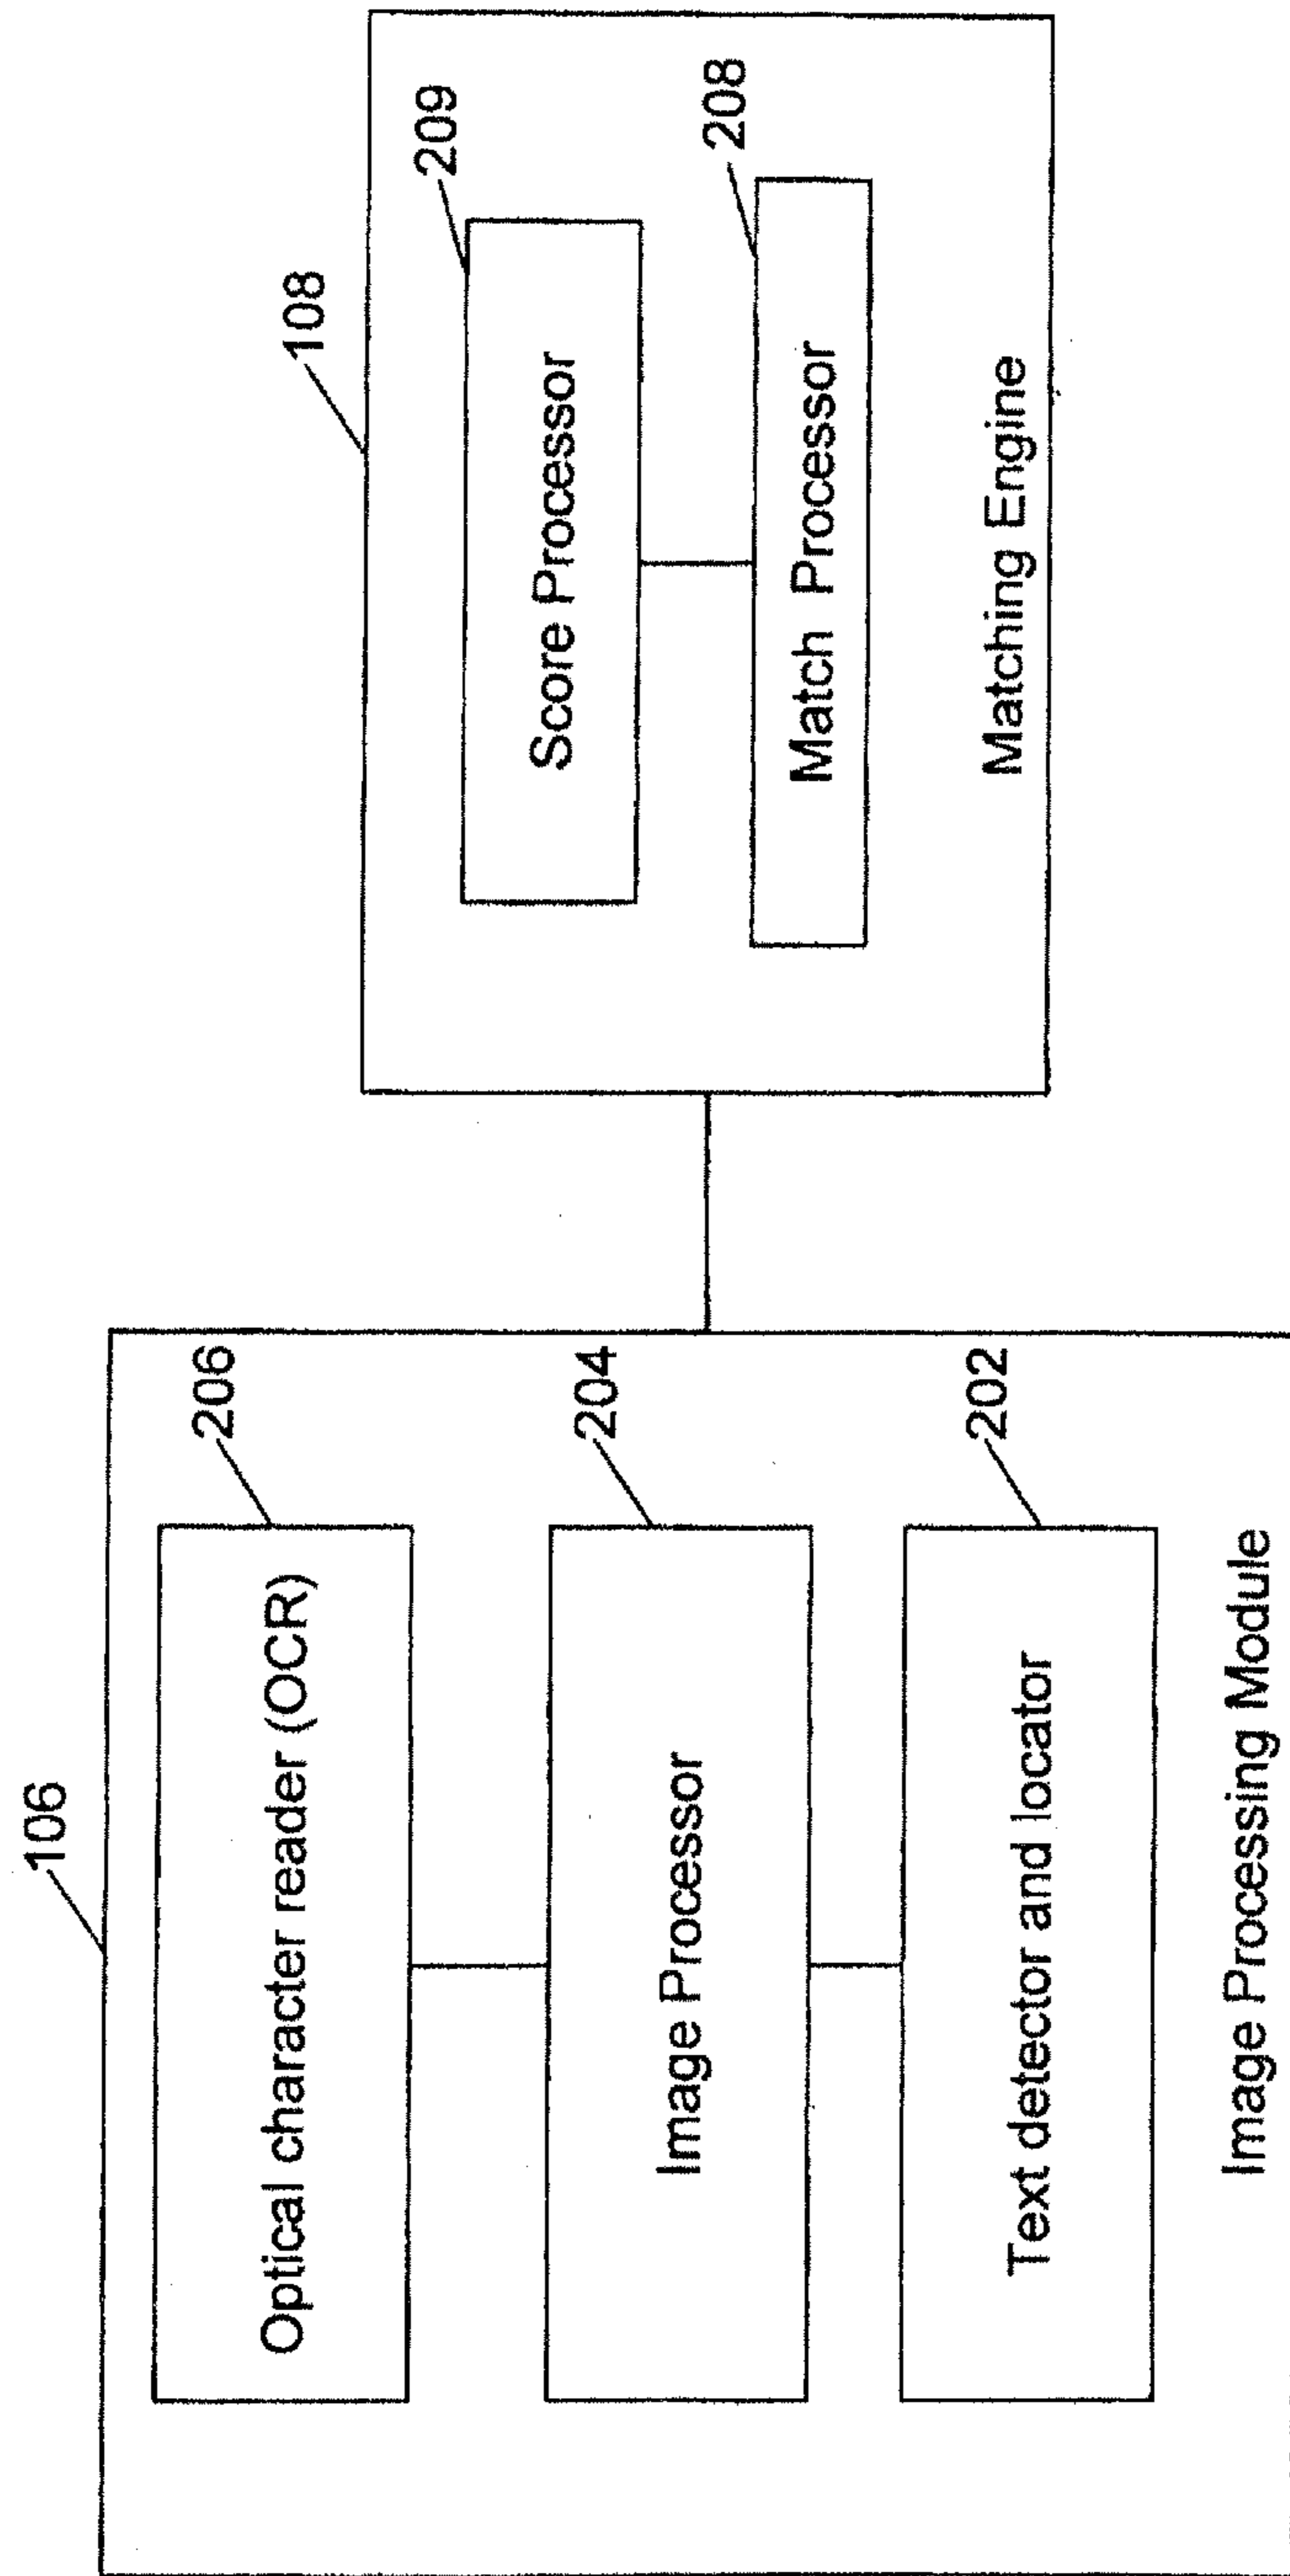 106
Optical character reader (OCR)
206
Image Processor
204
Text detector and locator
202
Image Processing Module
108
Score Processor
209
Match Processor
208
Matching Engine